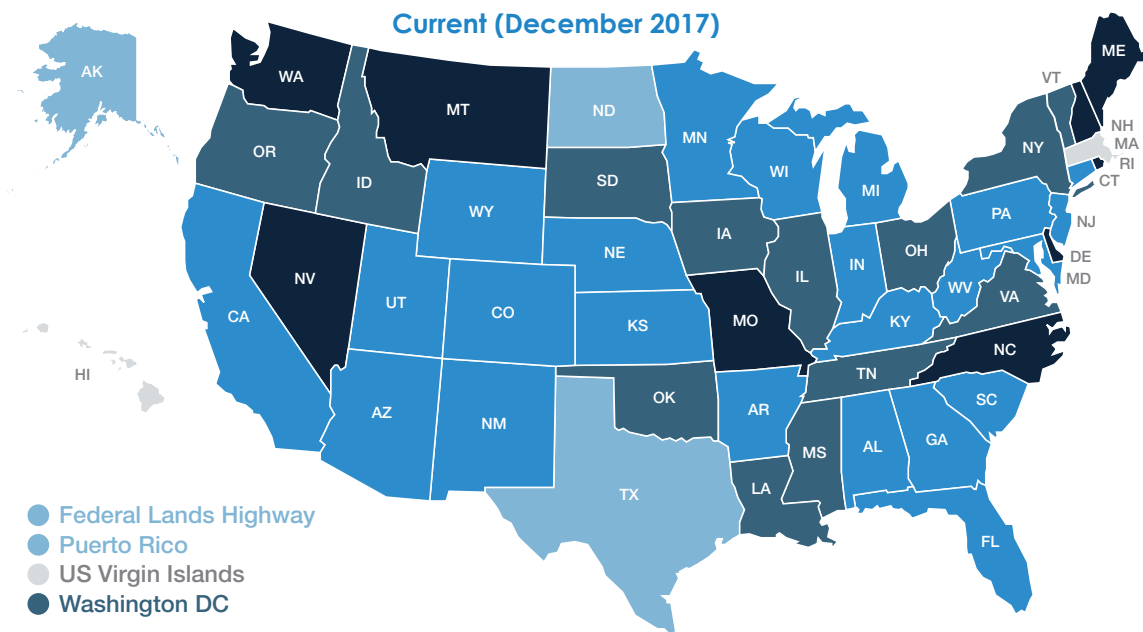 Current (December 2017)
AK
WA
MT
ND
MN
VT
ME
NH
MA
RI
CT
NY
OR
ID
SD
WI
MI
WY
PA
NJ
IA
NE
IL
IN
OH
DE
MD
NV
UT
CO
CA
KS
MO
WV
VA
KY
HI
NC
TN
AZ
NM
OK
AR
SC
MS
AL
GA
TX
LA
FL
Federal Lands Highway
Puerto Rico
US Virgin Islands
Washington DC